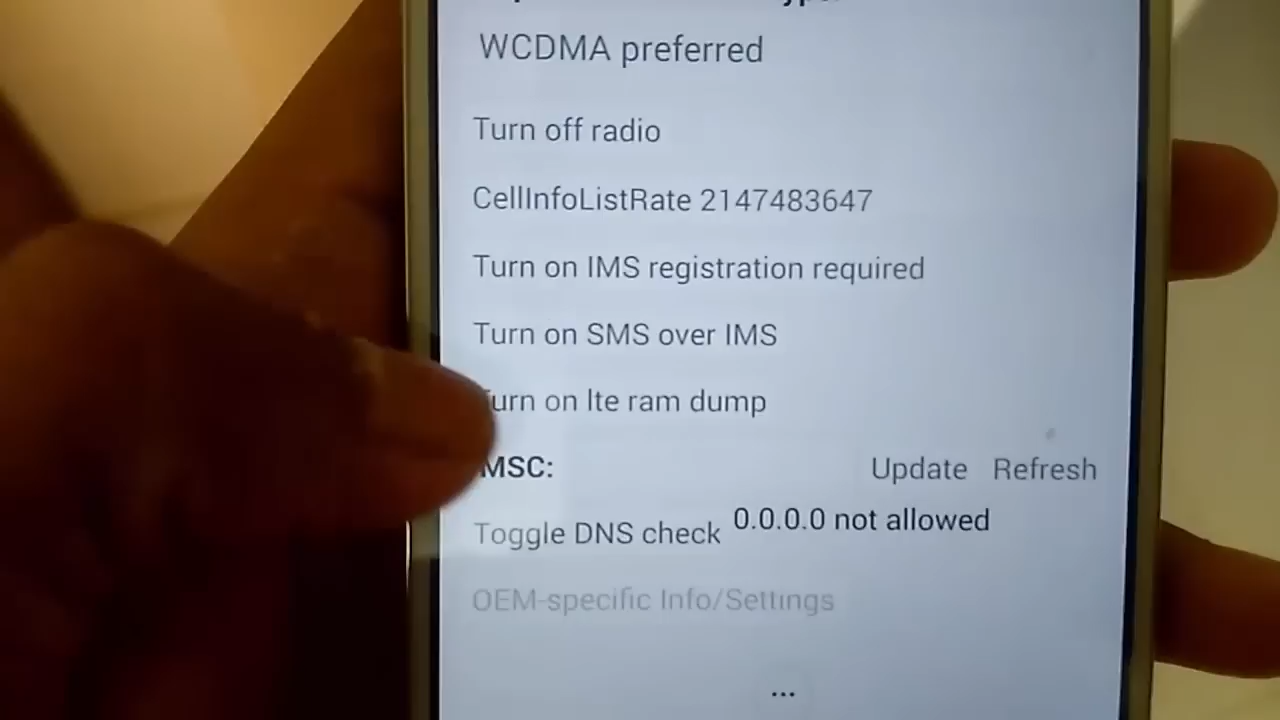 WCDMA preferred
Turn off radio
CellInfoListRate 2147483647
Turn on IMS registration required
Turn on SMS over IMS
urn on lte ram dump
MSC: Update Refresh
Toggle DNS check 0.0.0.0 not allowed
OEM-specific Info/Settings
...